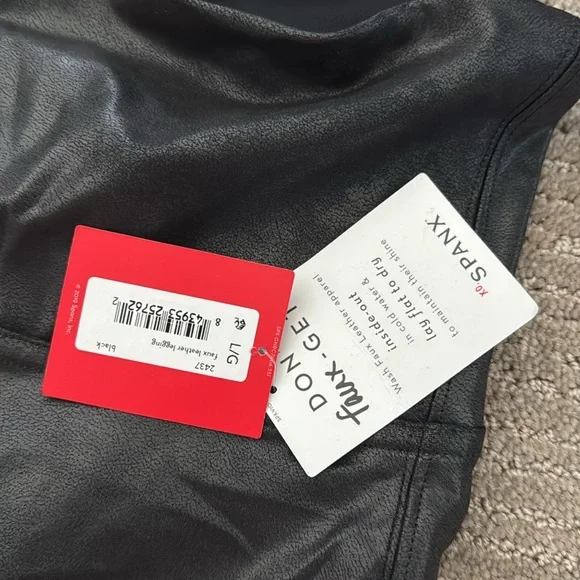 © 2019 Spanx, Inc.
8 43953 25762 2
L/G
2437
faux leather legging
black
DON
faux-GET
Wash Faux Leather apparel
inside-out
in cold water &
lay flat to dry
to maintain their shine
XO,
SPANX